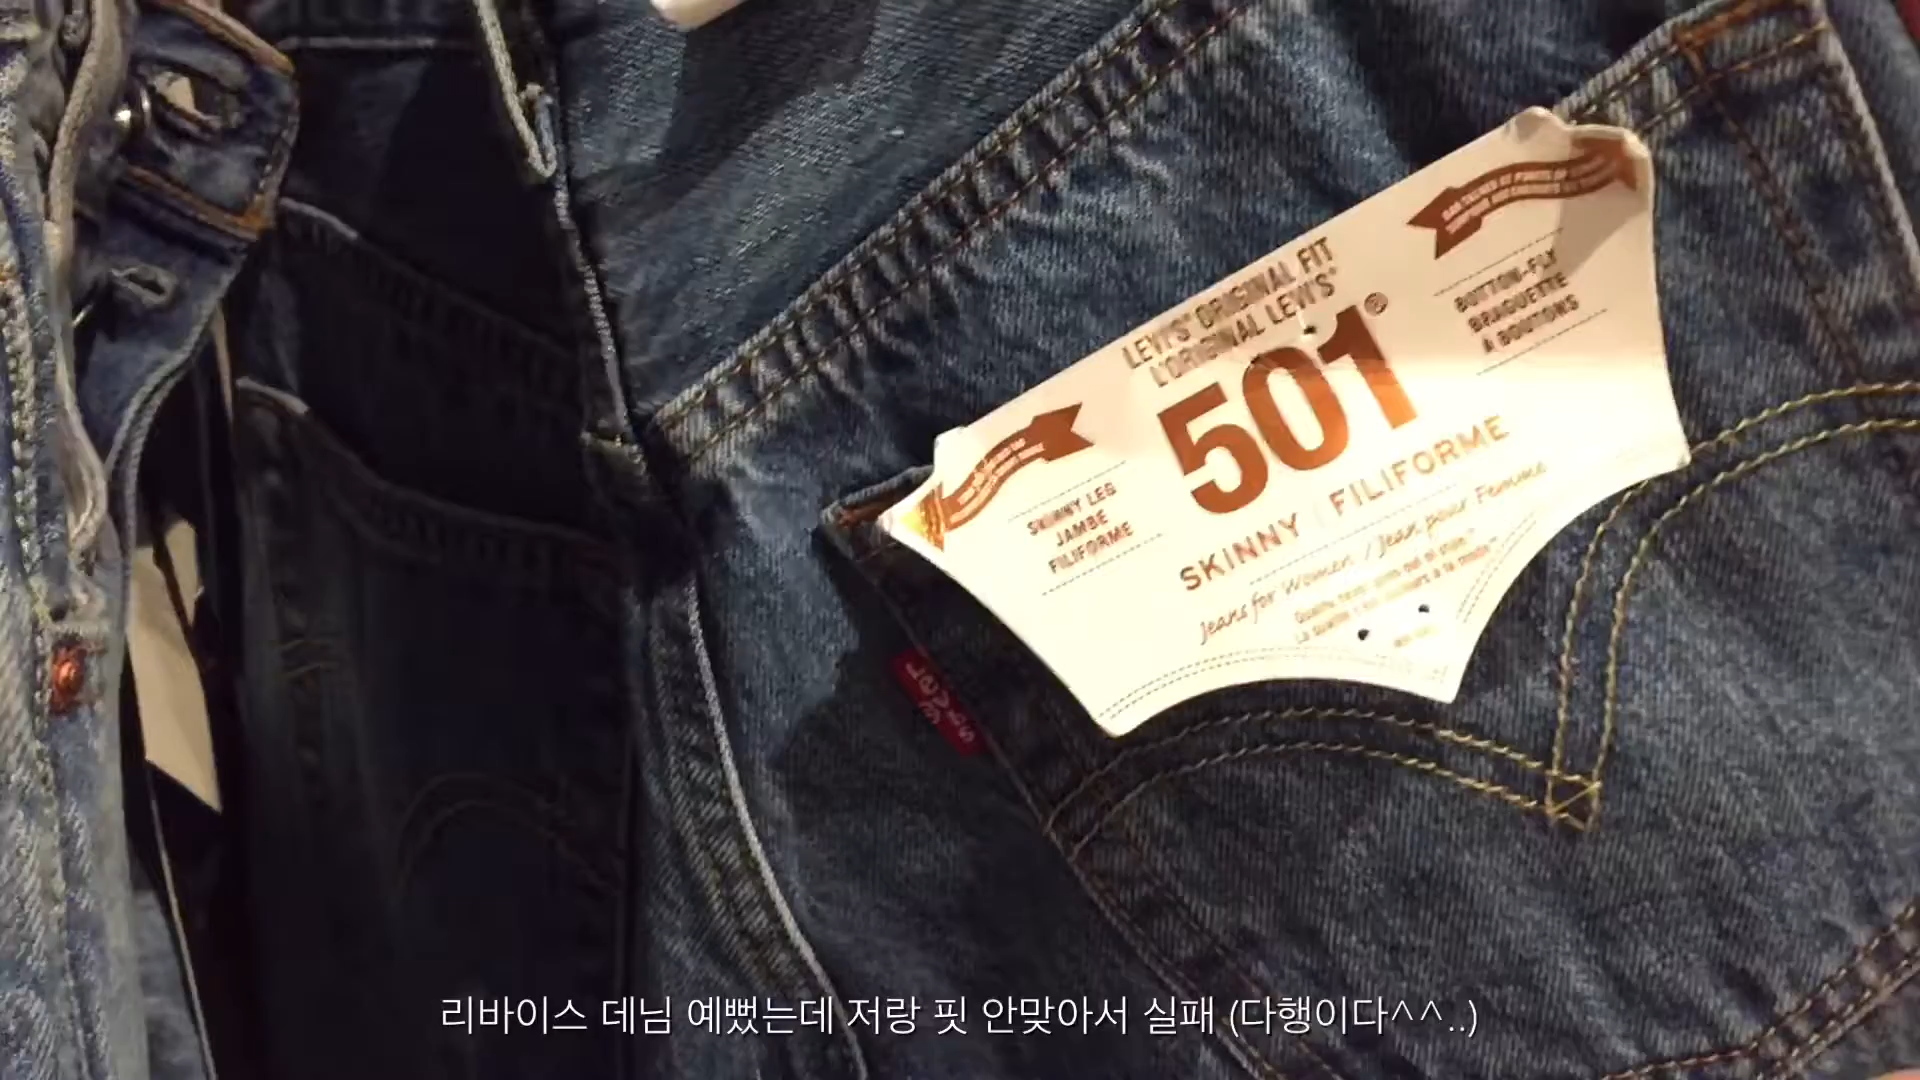 LEVI'S® ORIGINAL FIT
L'ORIGINAL LEVI'S®
501®
SKINNY | FILIFORME
Jeans for Women / Jean pour Femme
SKINNY LEG
JAMBE
FILIFORME
BUTTON-FLY
BRAGUETTE
À BOUTONS
LEVI'S
리바이스 데님 예뻤는데 저랑 핏 안맞아서 실패 (다행이다^^..)